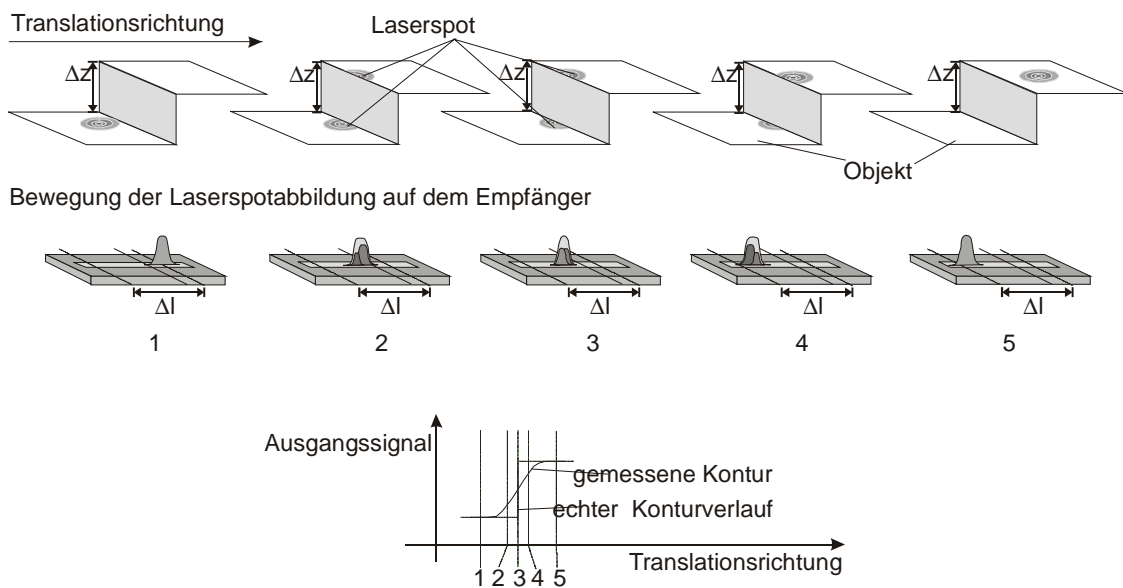 Translationsrichtung
Laserspot
Δz Δz Δz Δz Δz
Objekt
Bewegung der Laserspotabbildung auf dem Empfänger
Δl Δl Δl Δl Δl
1 2 3 4 5
Ausgangssignal
gemessene Kontur
echter Konturverlauf
Translationsrichtung
1 2 3 4 5